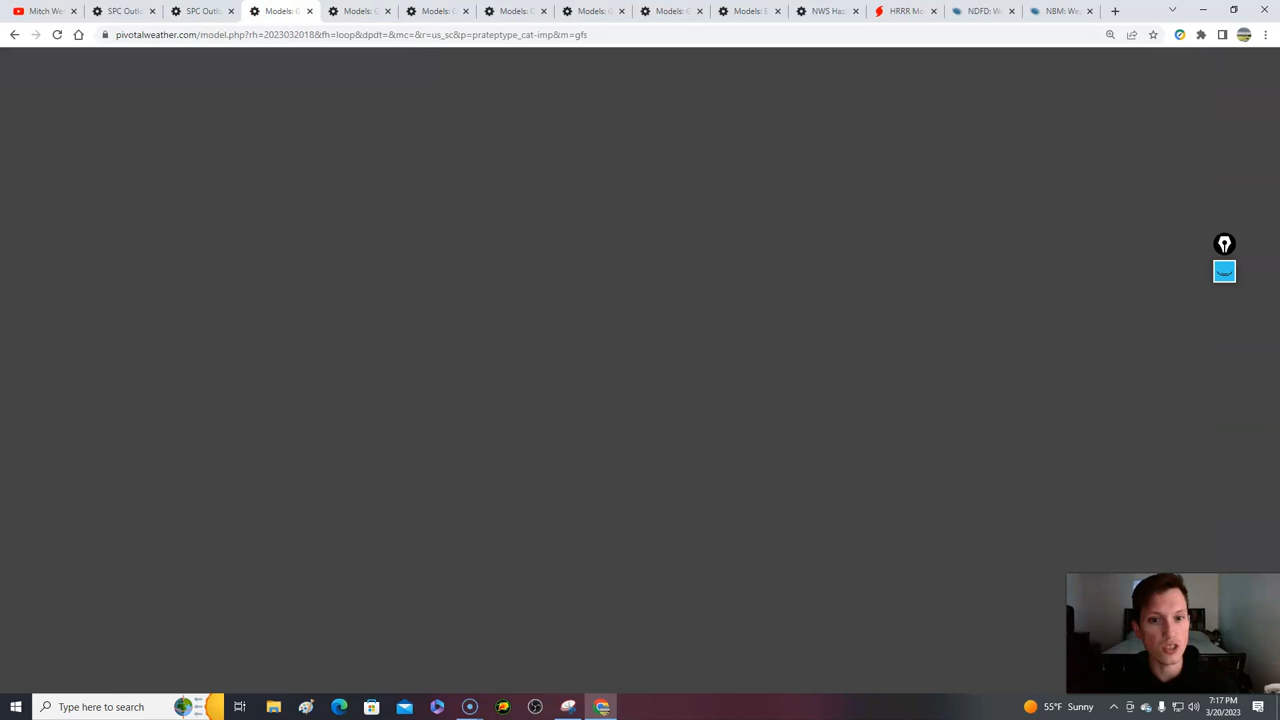 Mitch We
SPC Outlo
SPC Outlo
Models: G
Models: G
Models: G
Models:
Models: G
Models: G
Models: E
NWS Haz
HRRR Mo
NDFD: W
NBM: We
pivotalweather.com/model.php?rh=2023032018&fh=loop&dpdt=&mc=&r=us_sc&p=prateptype_cat-imp&m=gfs
Type here to search
55°F Sunny
7:17 PM
3/20/2023